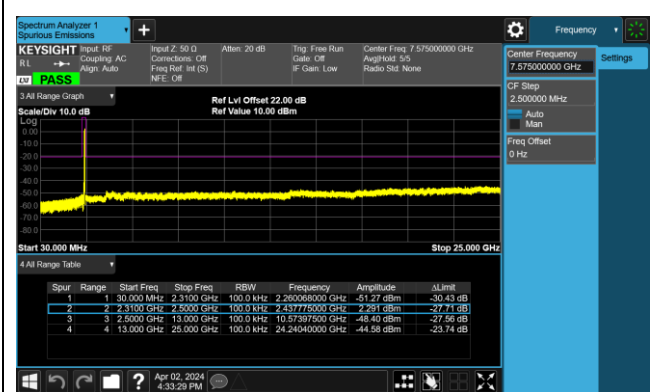 Spectrum Analyzer 1
Spurious Emissions
+
Frequency
KEYSIGHT Input: RF Input Z: 50 Ω Atten: 20 dB Trig: Free Run Center Freq: 7.575000000 GHz
RL Coupling: AC Corrections: Off Gate: Off Avg|Hold: 5/5
Align: Auto Freq Ref: Int (S) IF Gain: Low Radio Std: None
LXI PASS NFE: Off
Center Frequency
7.575000000 GHz
Settings
CF Step
2.500000 MHz
Auto
Man
Freq Offset
0 Hz
3 All Range Graph
Ref Lvl Offset 22.00 dB
Scale/Div 10.0 dB Ref Value 10.00 dBm
Log
0.00
-10.0
-20.0
-30.0
-40.0
-50.0
-60.0
-70.0
-80.0
Start 30.000 MHz Stop 25.000 GHz
4 All Range Table
Spur Range Start Freq Stop Freq RBW Frequency Amplitude ΔLimit
1 1 30.000 MHz 2.3100 GHz 100.0 kHz 2.260068000 GHz -51.27 dBm -30.43 dB
2 2 2.3100 GHz 2.5000 GHz 100.0 kHz 2.437775000 GHz 2.291 dBm -27.71 dB
3 3 2.5000 GHz 13.000 GHz 100.0 kHz 10.57397500 GHz -48.40 dBm -27.56 dB
4 4 13.000 GHz 25.000 GHz 100.0 kHz 24.24040000 GHz -44.58 dBm -23.74 dB
?
Apr 02, 2024
4:33:29 PM